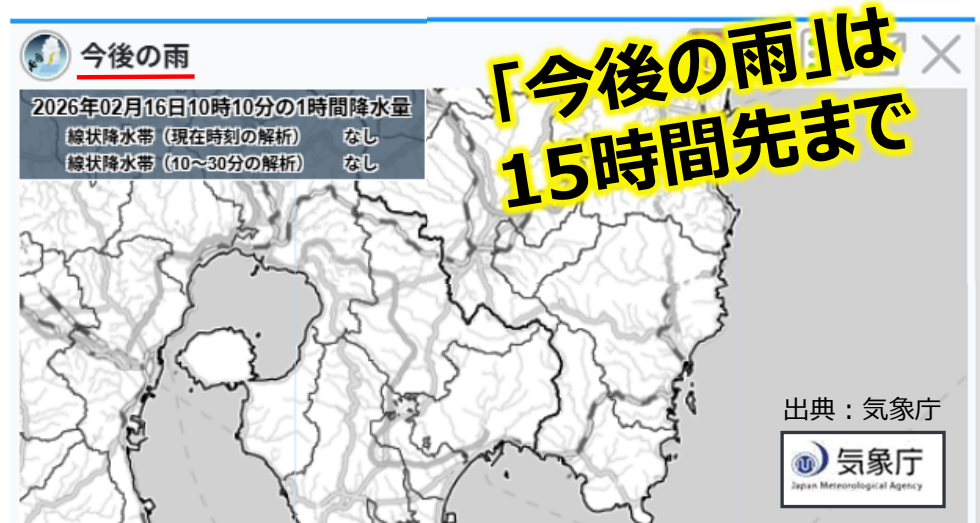 今後の雨
「今後の雨」は
15時間先まで
2026年02月16日10時10分の1時間降水量
線状降水帯（現在時刻の解析）　なし
線状降水帯（10～30分の解析）　なし
出典：気象庁
気象庁
Japan Meteorological Agency